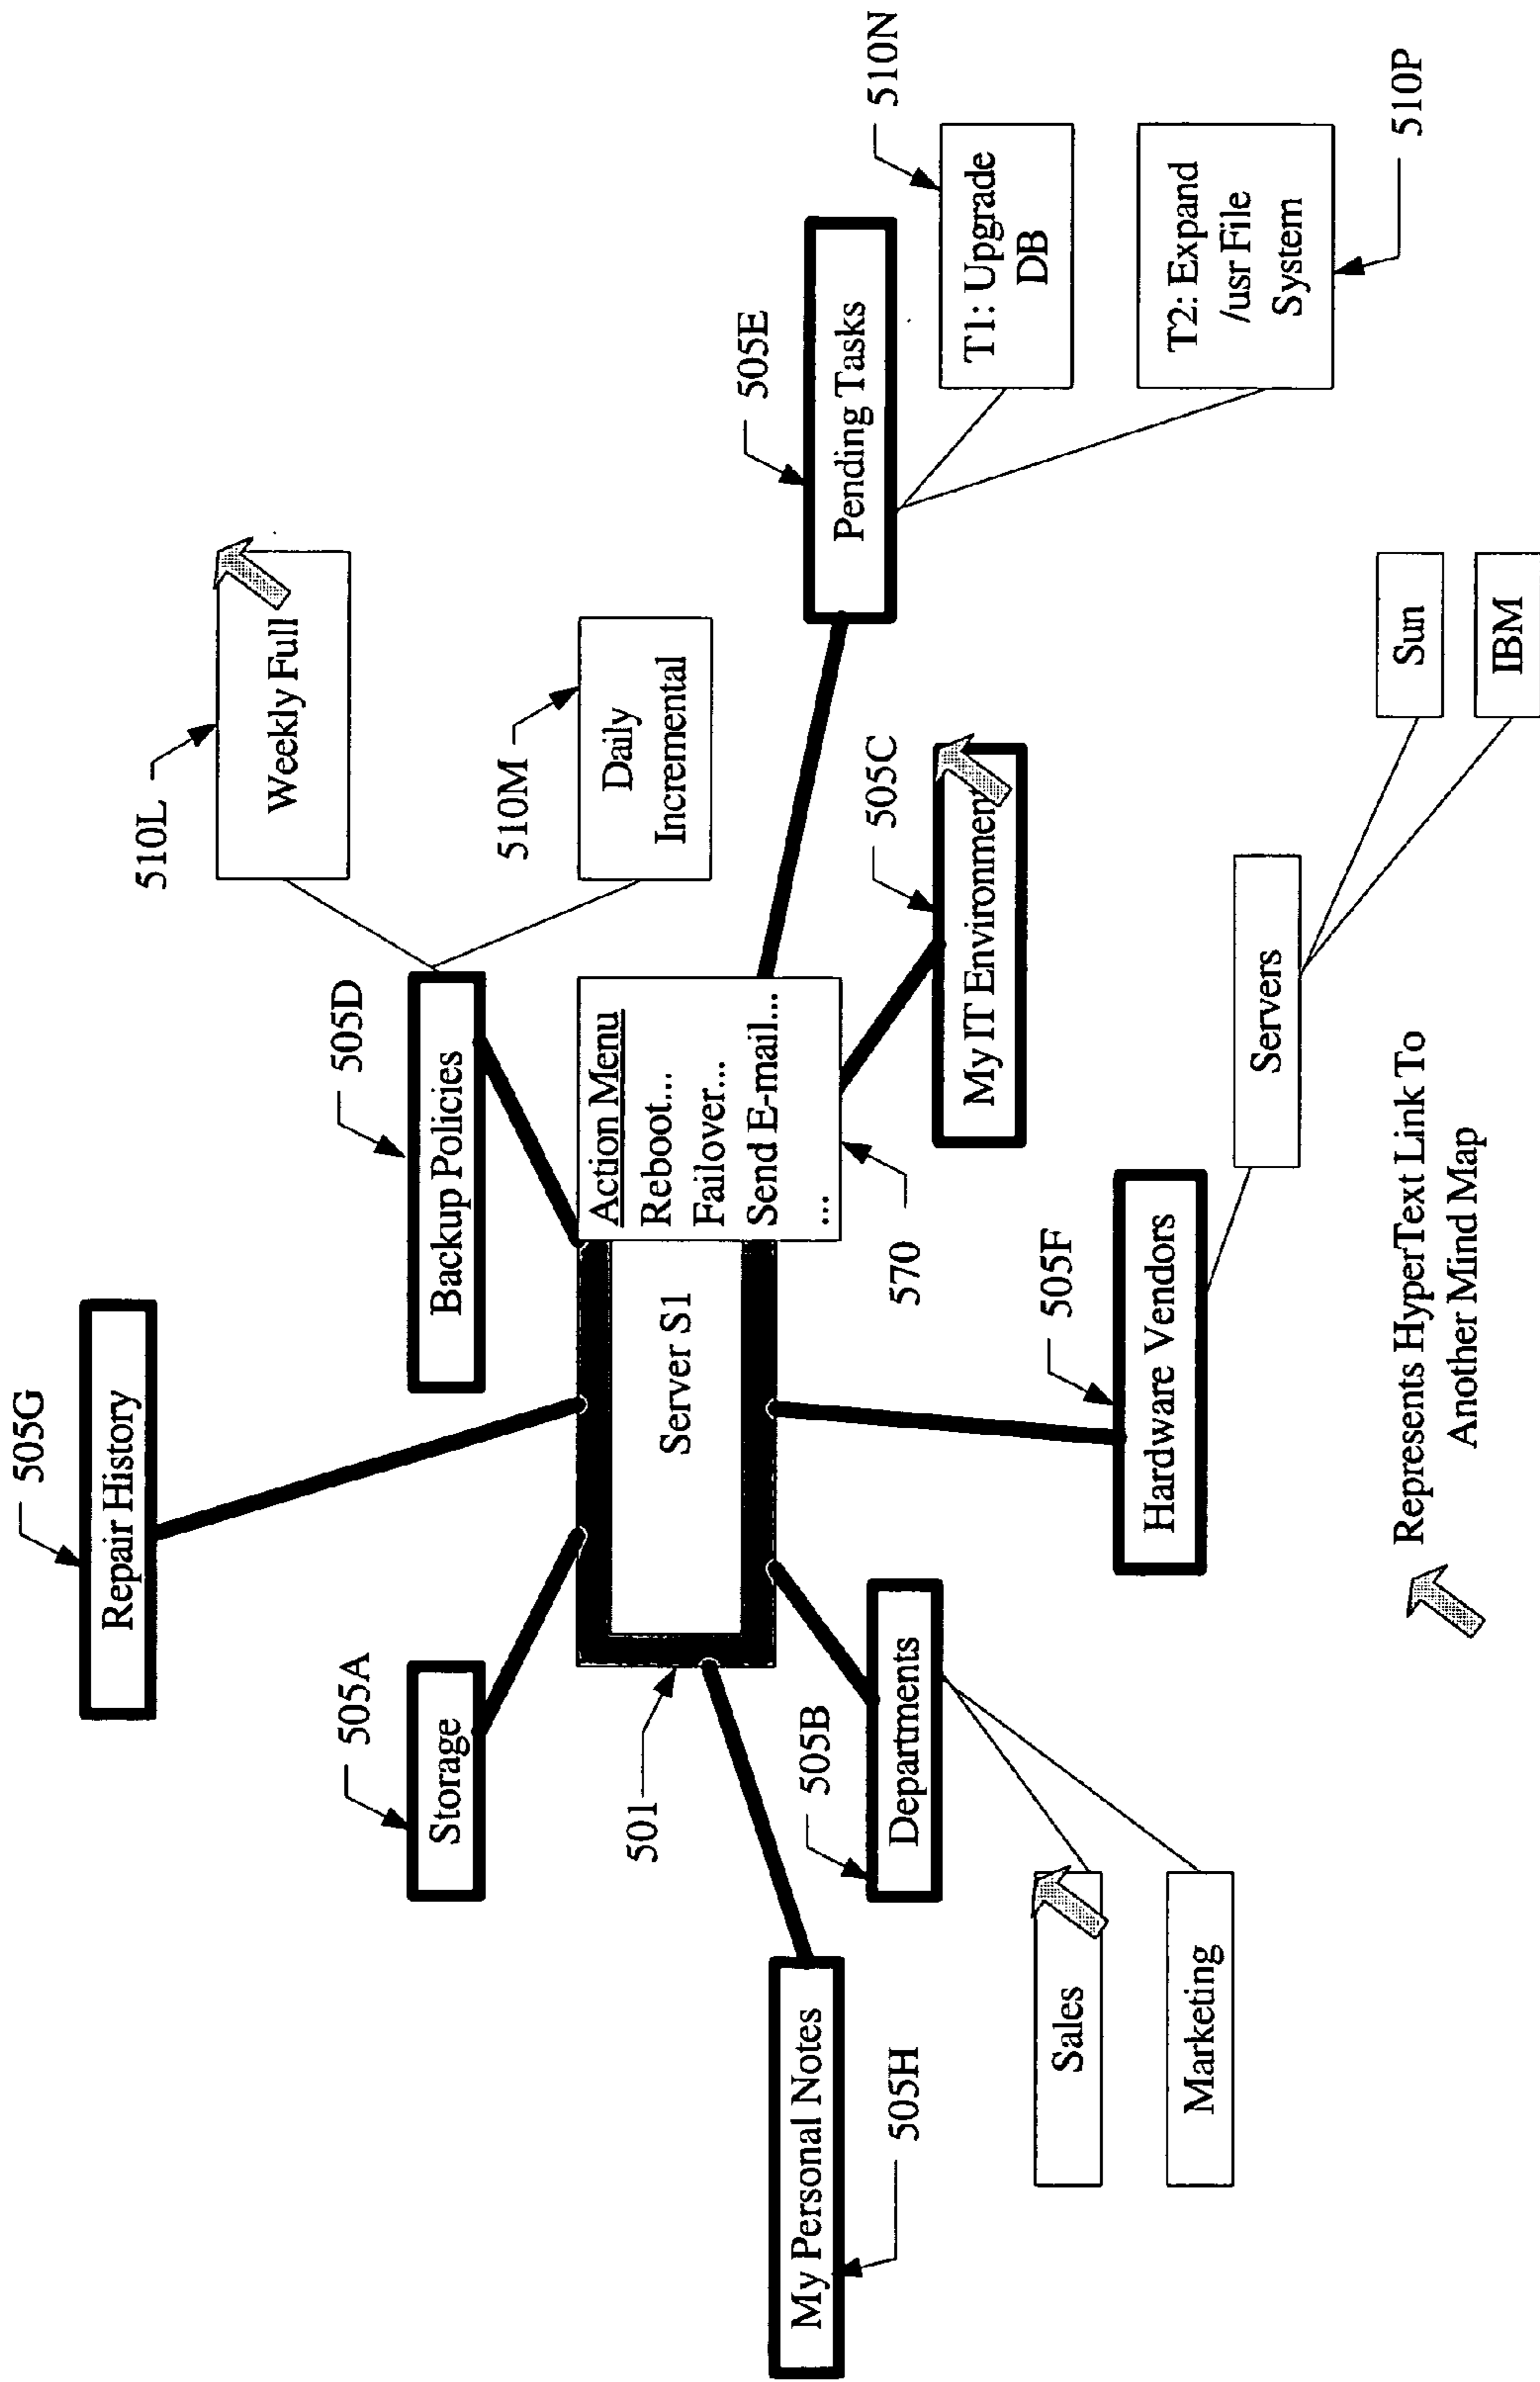 505G
Repair History
510L
Weekly Full
505D
Backup Policies
505A
Storage
510M
Daily
Incremental
Action Menu
Reboot...
Failover...
Send E-mail...
...
Server S1
501
505E
Pending Tasks
510N
T1: Upgrade
DB
T2: Expand
/usr File
System
510P
505C
My IT Environment
570
My Personal Notes
505H
505B
Departments
505F
Hardware Vendors
Sales
Marketing
Servers
Sun
IBM
Represents HyperText Link To
Another Mind Map